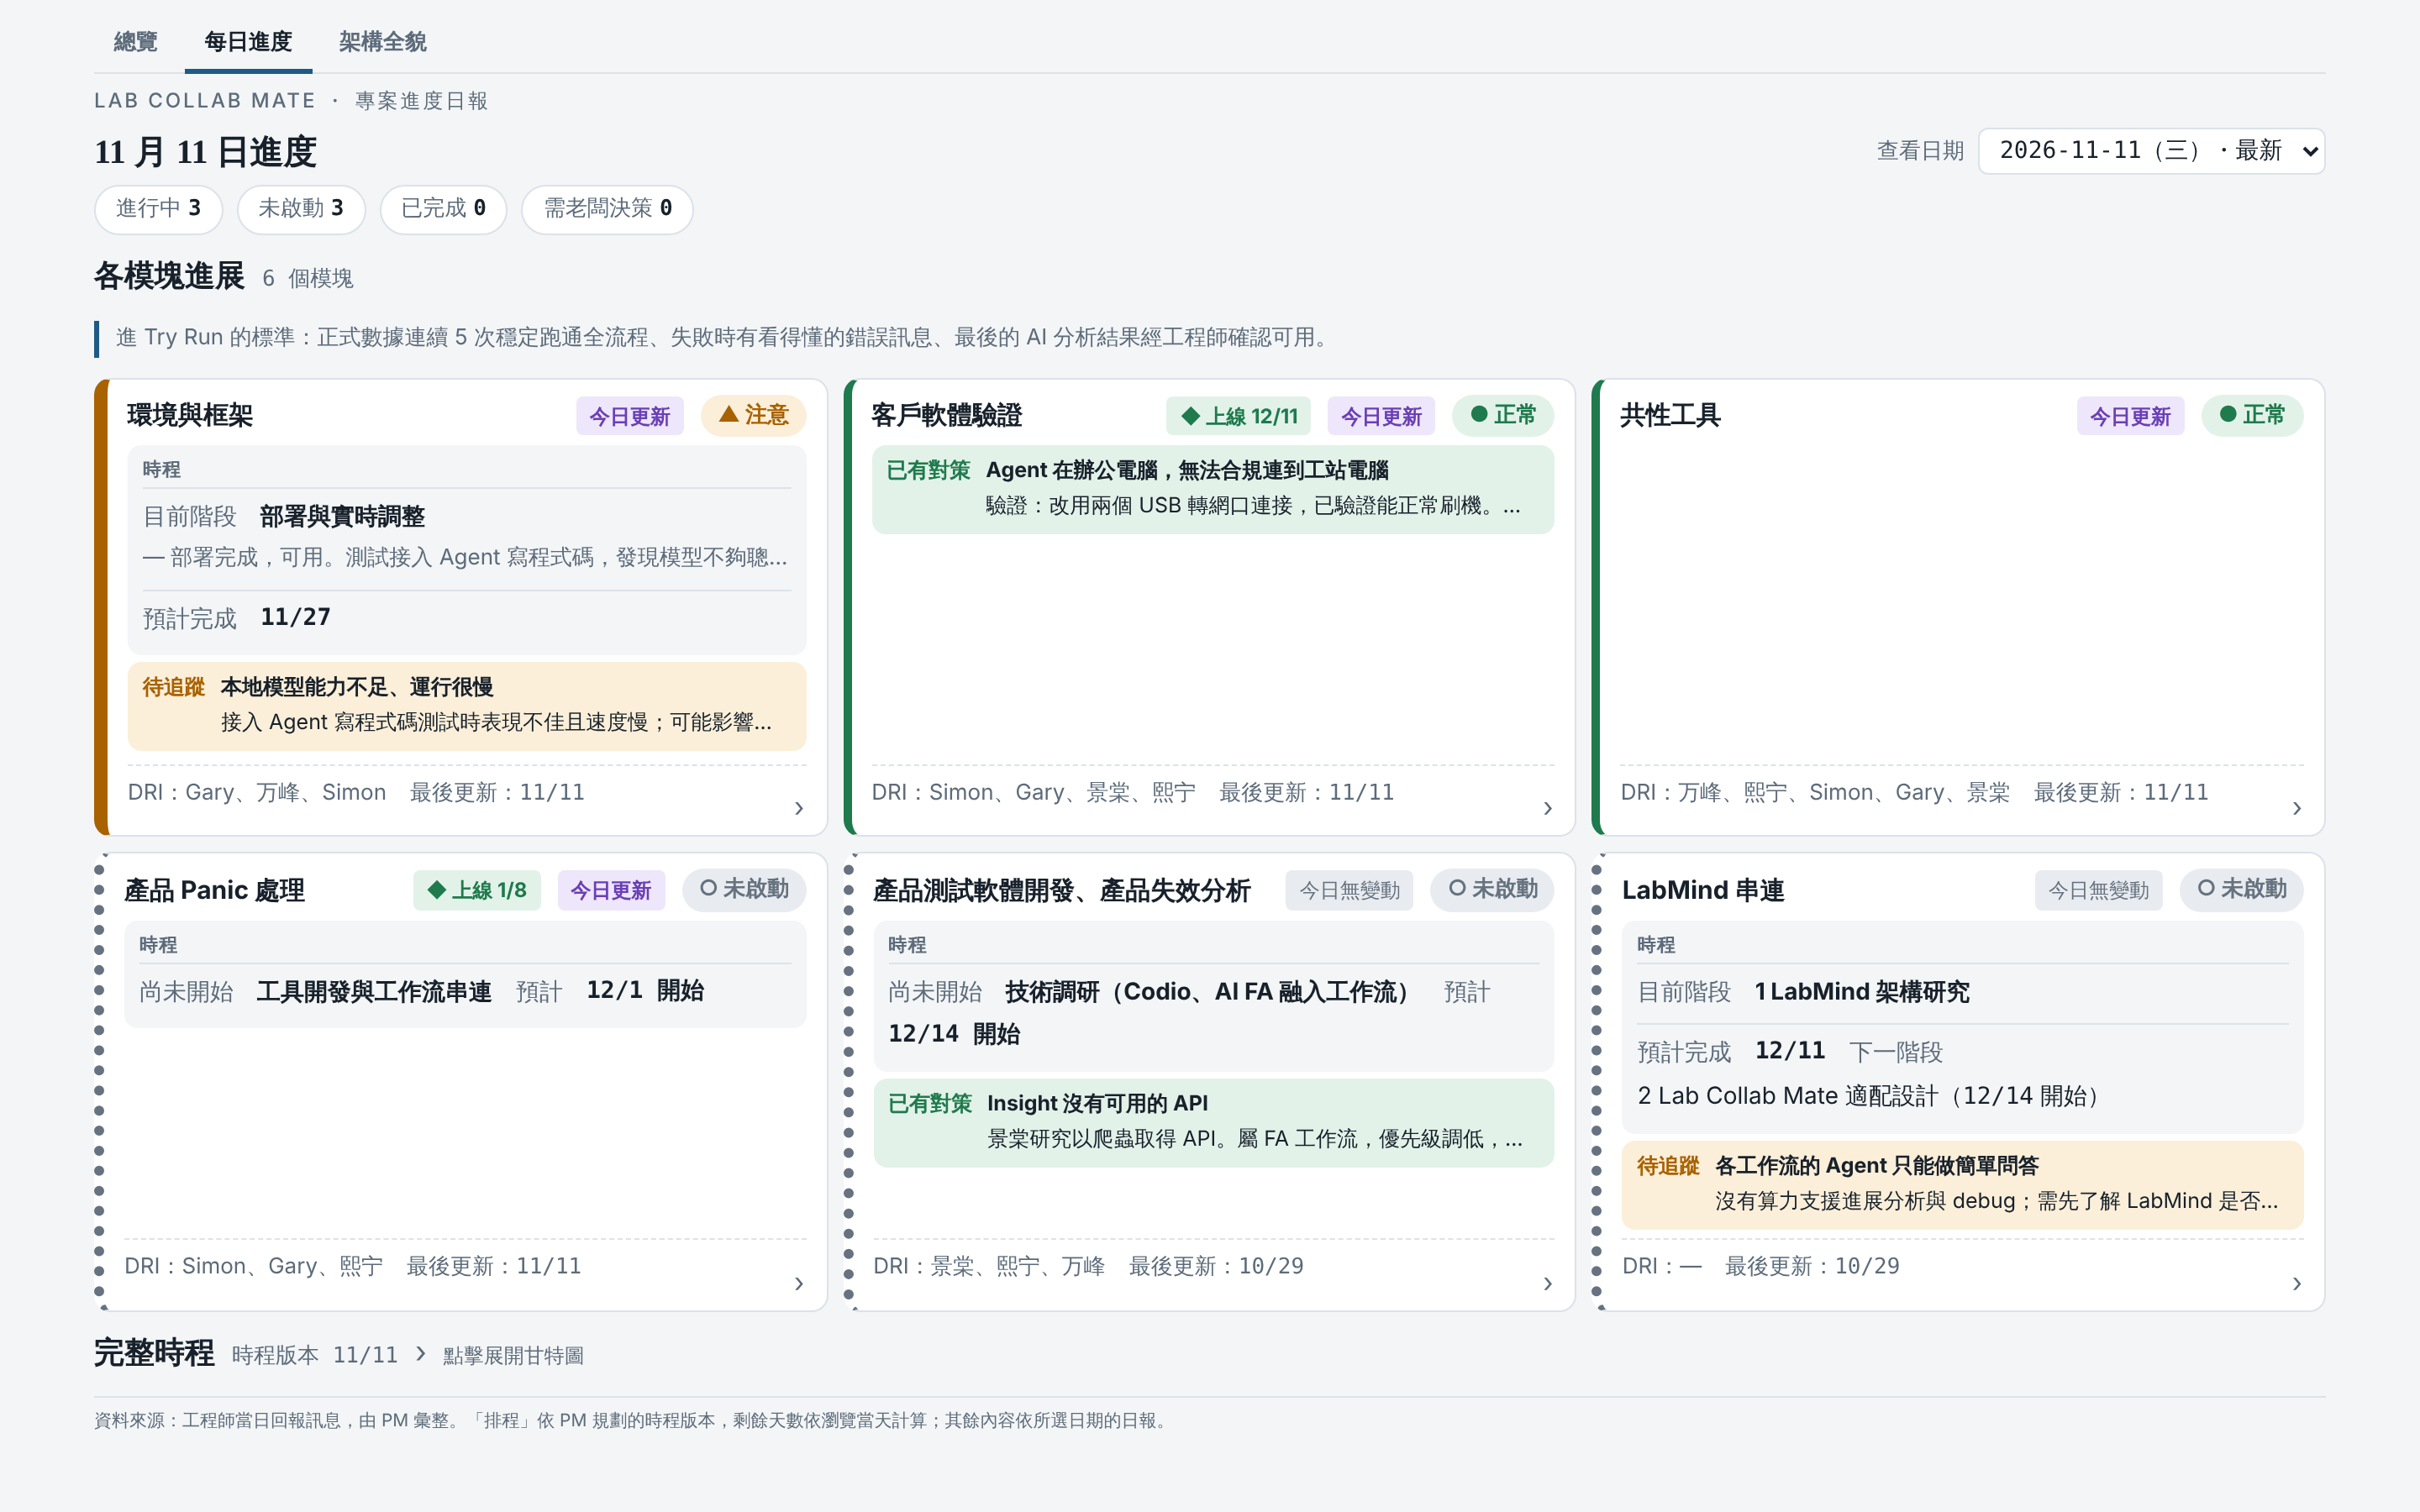 總覽 每日進度 架構全貌
LAB COLLAB MATE · 專案進度日報
11 月 11 日進度
查看日期 2026-11-11（三）·最新
進行中 3 未啟動 3 已完成 0 需老闆決策 0
各模塊進展 6 個模塊
進 Try Run 的標準：正式數據連續 5 次穩定跑通全流程、失敗時有看得懂的錯誤訊息、最後的 AI 分析結果經工程師確認可用。
環境與框架 今日更新 ▲ 注意
時程
目前階段 部署與實時調整
— 部署完成，可用。測試接入 Agent 寫程式碼，發現模型不夠聰...
預計完成 11/27
待追蹤 本地模型能力不足、運行很慢
接入 Agent 寫程式碼測試時表現不佳且速度慢；可能影響...
DRI：Gary、万峰、Simon 最後更新：11/11 ›
客戶軟體驗證 ◆ 上線 12/11 今日更新 ● 正常
已有對策 Agent 在辦公電腦，無法合規連到工站電腦
驗證：改用兩個 USB 轉網口連接，已驗證能正常刷機。...
DRI：Simon、Gary、景棠、熙宁 最後更新：11/11 ›
共性工具 今日更新 ● 正常
DRI：万峰、熙宁、Simon、Gary、景棠 最後更新：11/11 ›
產品 Panic 處理 ◆ 上線 1/8 今日更新 ○ 未啟動
時程
尚未開始 工具開發與工作流串連 預計 12/1 開始
DRI：Simon、Gary、熙宁 最後更新：11/11 ›
產品測試軟體開發、產品失效分析 今日無變動 ○ 未啟動
時程
尚未開始 技術調研（Codio、AI FA 融入工作流） 預計
12/14 開始
已有對策 Insight 沒有可用的 API
景棠研究以爬蟲取得 API。屬 FA 工作流，優先級調低，...
DRI：景棠、熙宁、万峰 最後更新：10/29 ›
LabMind 串連 今日無變動 ○ 未啟動
時程
目前階段 1 LabMind 架構研究
預計完成 12/11 下一階段
2 Lab Collab Mate 適配設計（12/14 開始）
待追蹤 各工作流的 Agent 只能做簡單問答
沒有算力支援進展分析與 debug；需先了解 LabMind 是否...
DRI：— 最後更新：10/29 ›
完整時程 時程版本 11/11 › 點擊展開甘特圖
資料來源：工程師當日回報訊息，由 PM 彙整。「排程」依 PM 規劃的時程版本，剩餘天數依瀏覽當天計算；其餘內容依所選日期的日報。